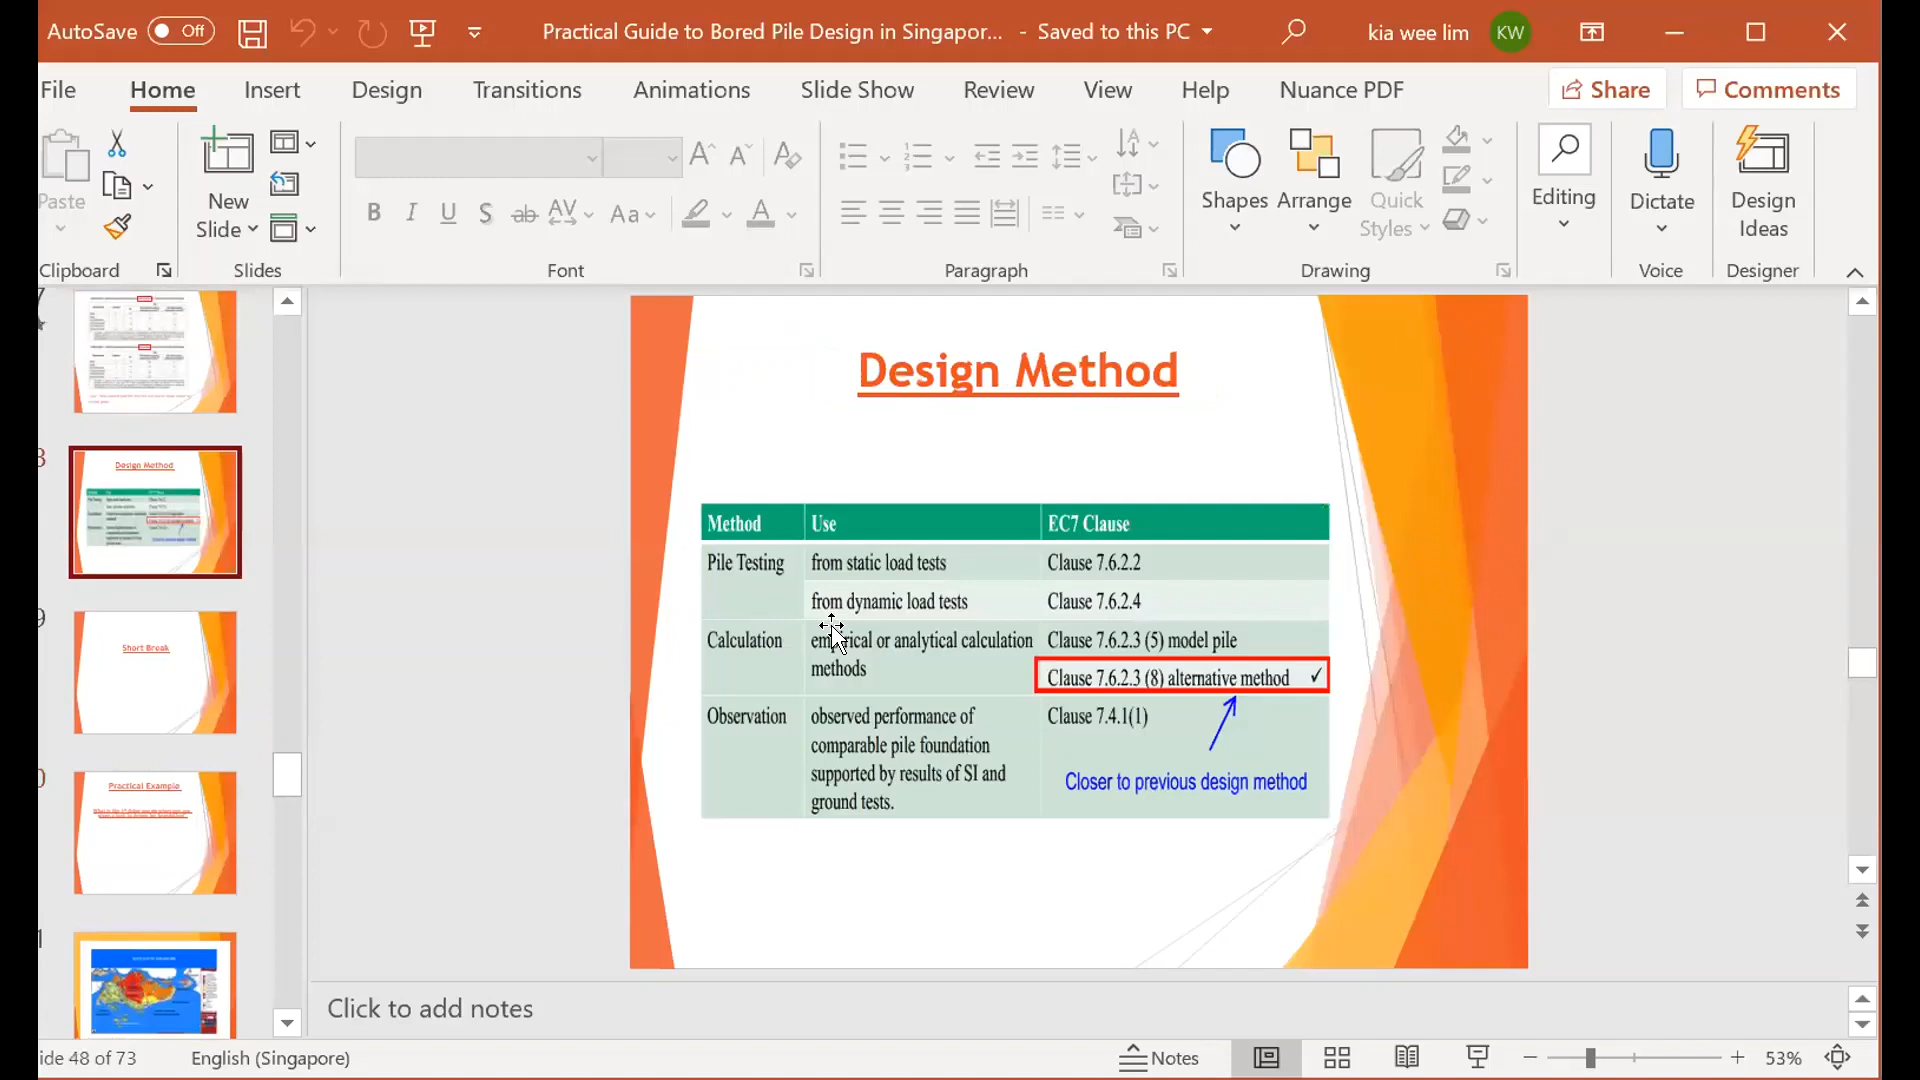 AutoSave Off
Practical Guide to Bored Pile Design in Singapor... - Saved to this PC
kia wee lim KW
File Home Insert Design Transitions Animations Slide Show Review View Help Nuance PDF Share Comments
Paste
New
Slide
B I U S ab AV Aa A
Shapes Arrange Quick
Styles
Editing
Dictate
Design
Ideas
Clipboard Slides Font Paragraph Drawing Voice Designer
Design Method
Short Break
Practical Example
Design Method
Method Use EC7 Clause
Pile Testing from static load tests Clause 7.6.2.2
from dynamic load tests Clause 7.6.2.4
Calculation empirical or analytical calculation Clause 7.6.2.3 (5) model pile
methods Clause 7.6.2.3 (8) alternative method ✓
Observation observed performance of Clause 7.4.1(1)
comparable pile foundation
supported by results of SI and Closer to previous design method
ground tests.
Click to add notes
ide 48 of 73 English (Singapore) Notes 53%